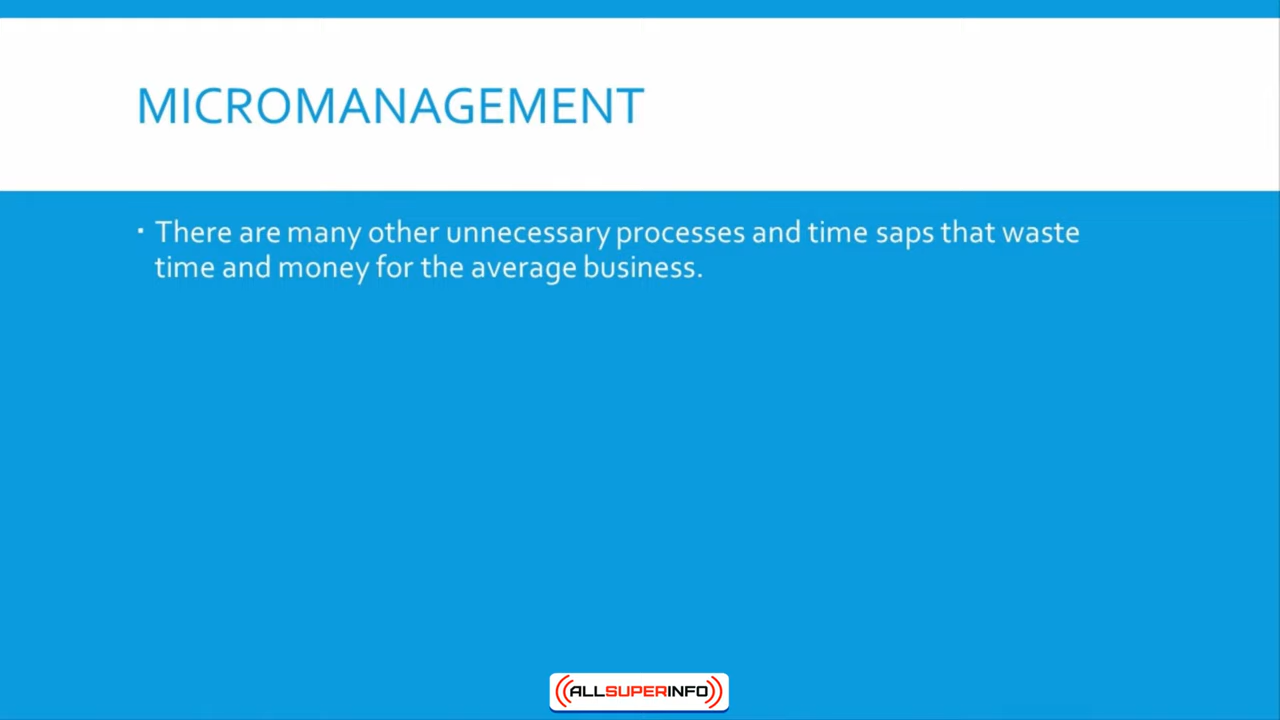 MICROMANAGEMENT
▪ There are many other unnecessary processes and time saps that waste
time and money for the average business.
ALLSUPERINFO